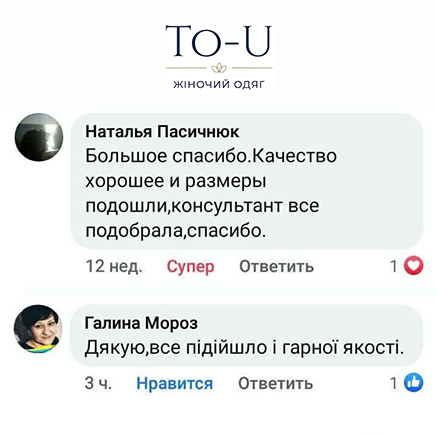 To-U
ЖІНОЧИЙ ОДЯГ
Наталья Пасичнюк
Большое спасибо.Качество
хорошее и размеры
подошли,консультант все
подобрала,спасибо.
12 нед. Супер Ответить 1
Галина Мороз
Дякую,все підійшло і гарної якості.
3 ч. Нравится Ответить 1